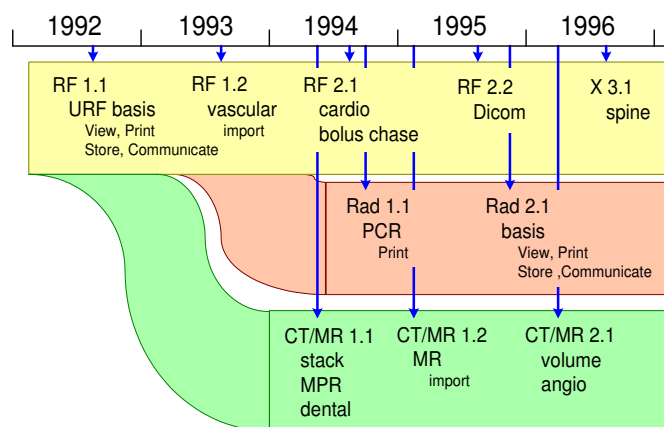 1992 1993 1994 1995 1996
RF 1.1
URF basis
View, Print
Store, Communicate
RF 1.2
vascular
import
RF 2.1
cardio
bolus chase
RF 2.2
Dicom
X 3.1
spine
Rad 1.1
PCR
Print
Rad 2.1
basis
View, Print
Store ,Communicate
CT/MR 1.1
stack
MPR
dental
CT/MR 1.2
MR
import
CT/MR 2.1
volume
angio